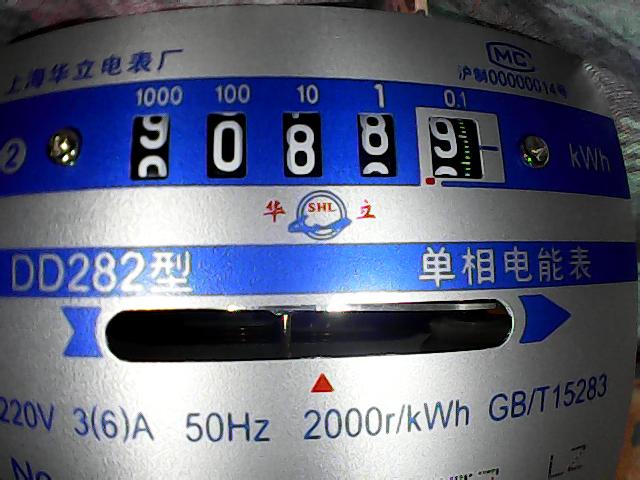 上海华立电表厂
MC
沪制00000014号
1000 100 10 1 0.1
2 9 0 8 8 9 kWh
华 SHL 立
DD282型 单相电能表
220V 3(6)A 50Hz 2000r/kWh GB/T15283
No